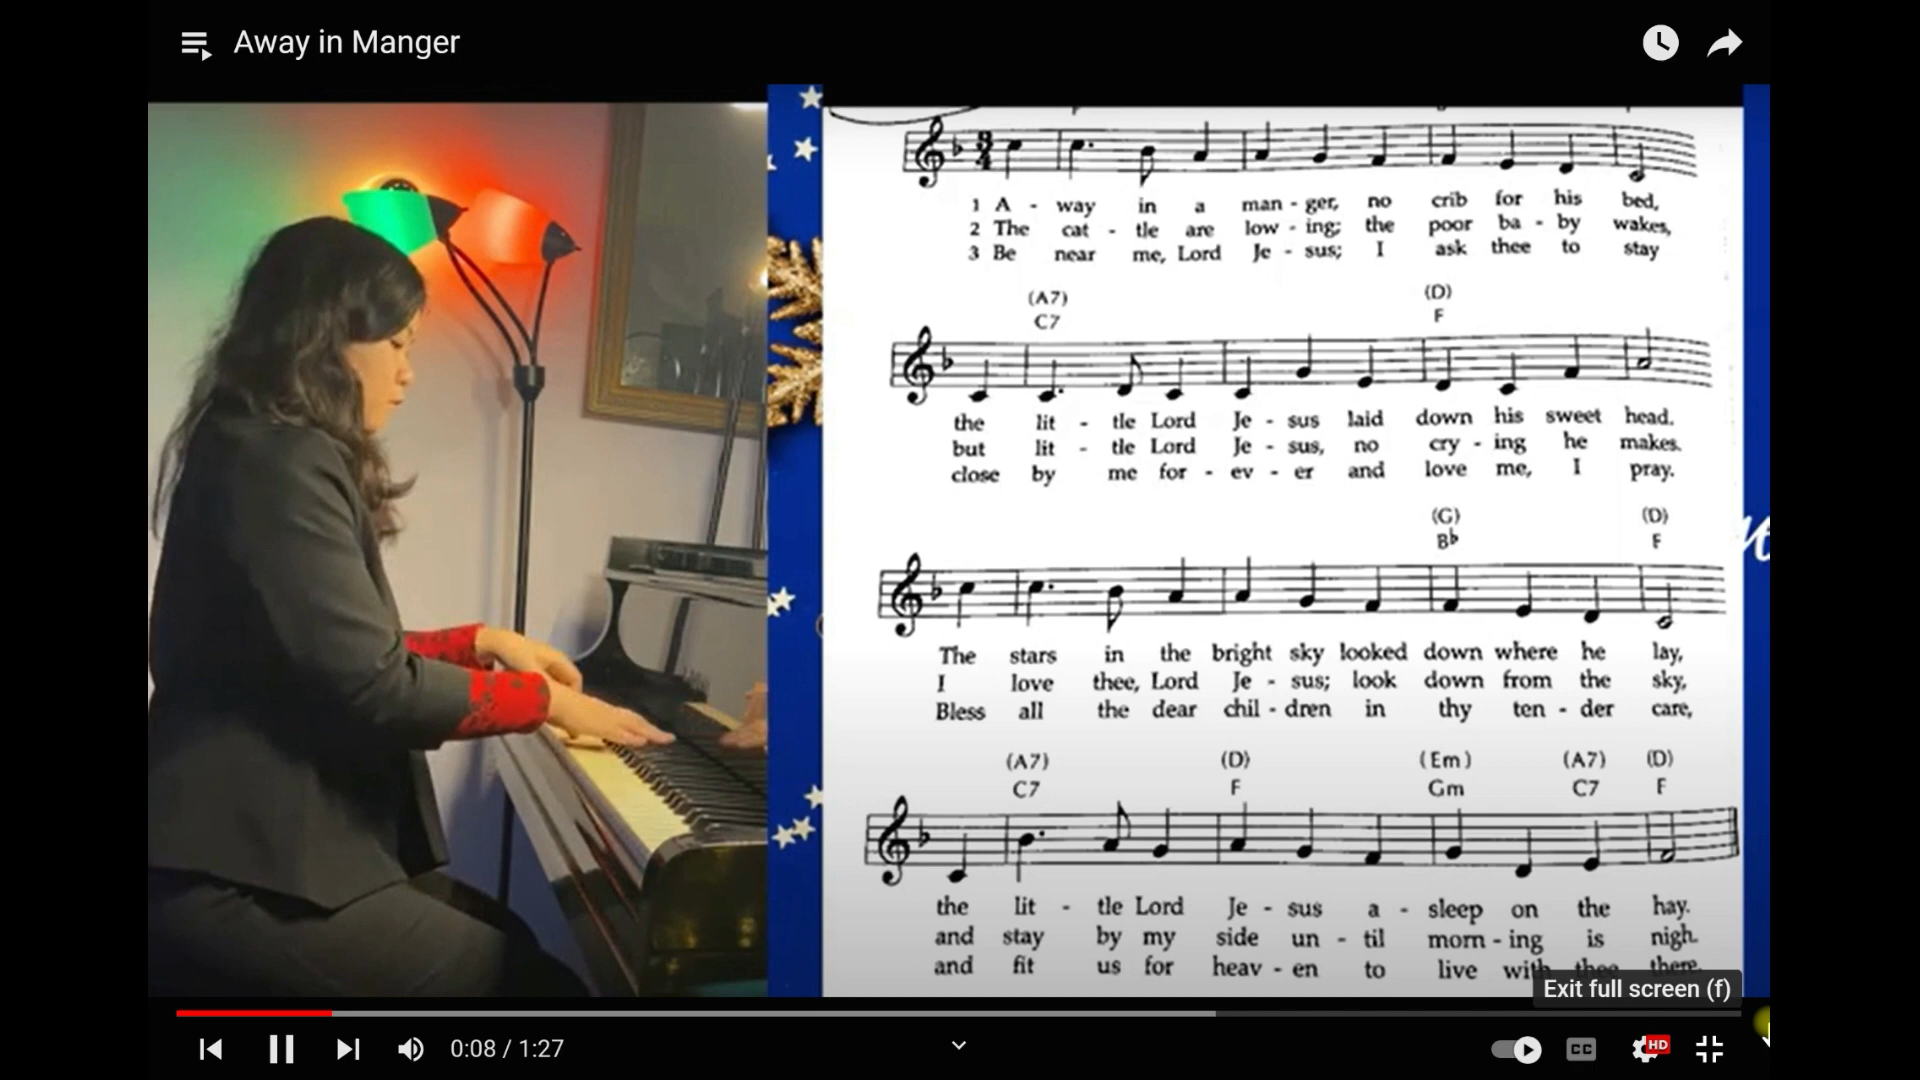 Away in Manger
3
4
1 A - way in a man - ger, no crib for his bed,
2 The cat - tle are low - ing; the poor ba - by wakes,
3 Be near me, Lord Je - sus; I ask thee to stay
(A7) (D)
C7 F
the lit - tle Lord Je - sus laid down his sweet head.
but lit - tle Lord Je - sus, no cry - ing he makes.
close by me for - ev - er and love me, I pray.
(G) (D)
B♭ F
The stars in the bright sky looked down where he lay,
I love thee, Lord Je - sus; look down from the sky,
Bless all the dear chil - dren in thy ten - der care,
(A7) (D) (Em) (A7) (D)
C7 F Gm C7 F
the lit - tle Lord Je - sus a - sleep on the hay.
and stay by my side un - til morn - ing is nigh.
and fit us for heav - en to live with thee there.
Exit full screen (f)
0:08 / 1:27
CC
HD